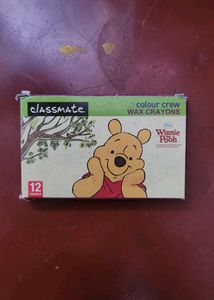 classmate
colour crew
WAX CRAYONS
Disney
Winnie
the
Pooh
12